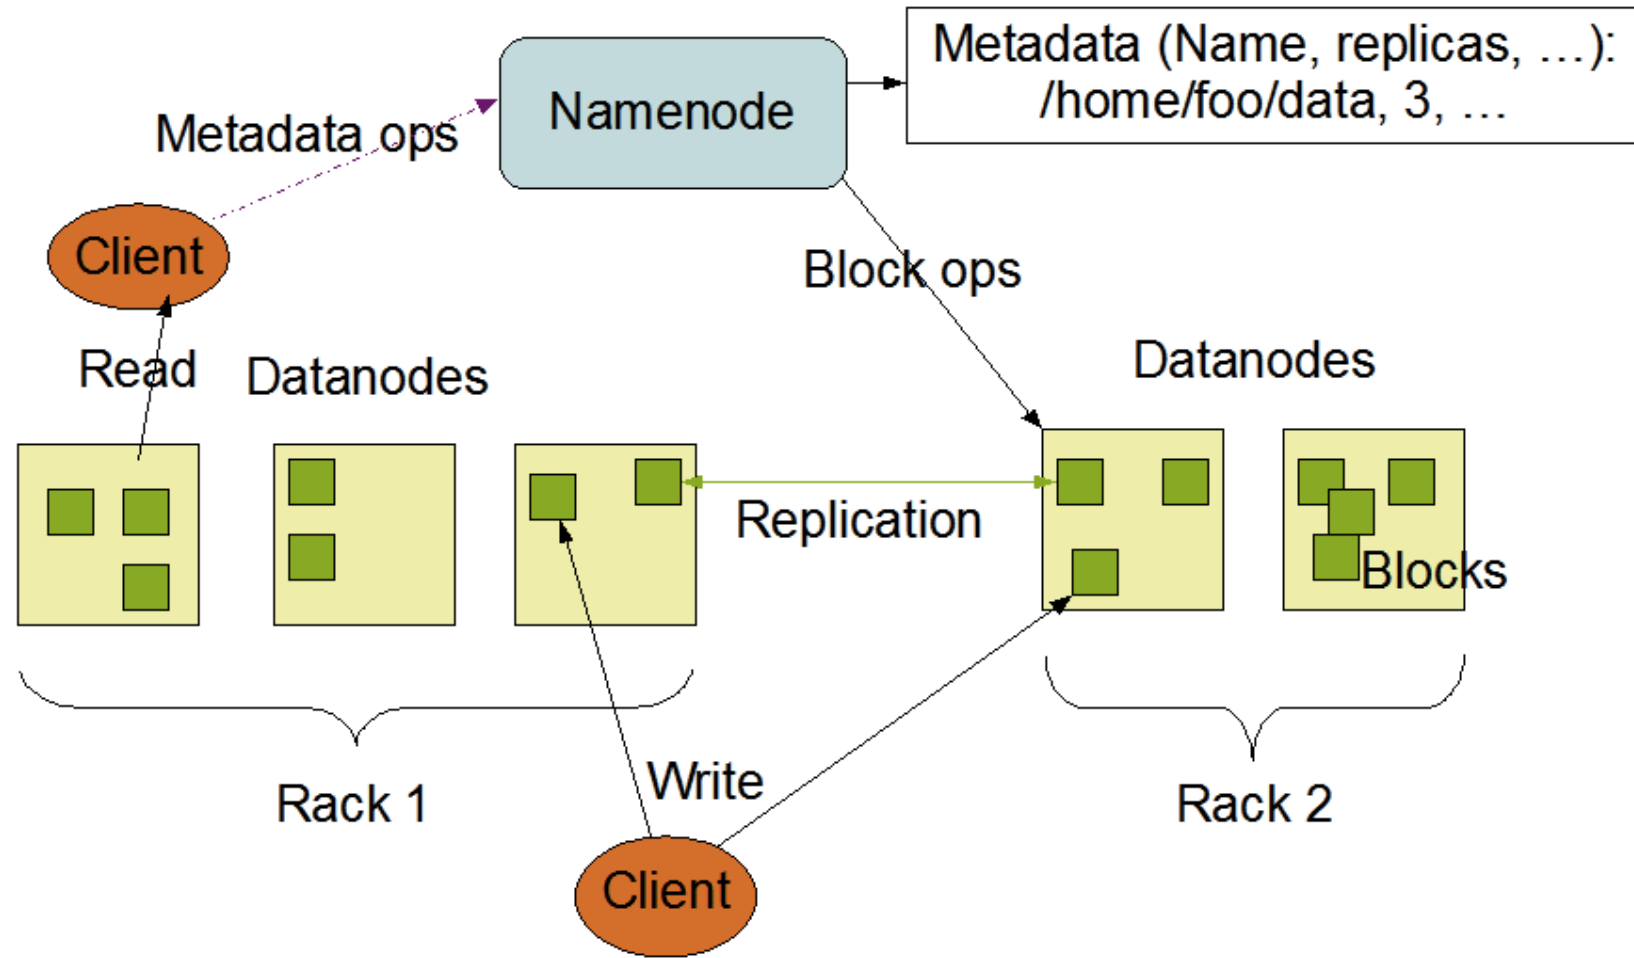 Metadata (Name, replicas, …):
/home/foo/data, 3, …
Namenode
Metadata ops
Client
Block ops
Read
Datanodes
Datanodes
Replication
Blocks
Rack 1
Write
Rack 2
Client